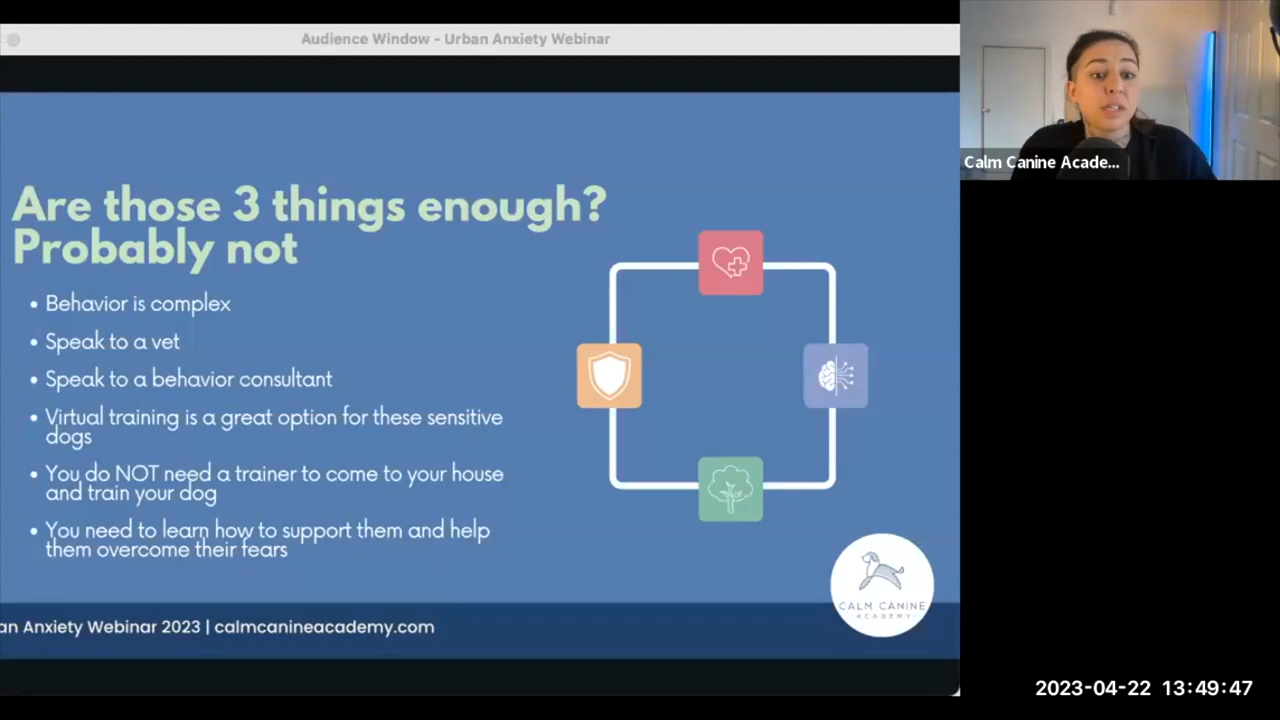 Audience Window - Urban Anxiety Webinar
Calm Canine Acade...
Are those 3 things enough?
Probably not
• Behavior is complex
• Speak to a vet
• Speak to a behavior consultant
• Virtual training is a great option for these sensitive
dogs
• You do NOT need a trainer to come to your house
and train your dog
• You need to learn how to support them and help
them overcome their fears
CALM CANINE
ACADEMY
an Anxiety Webinar 2023 | calmcanineacademy.com
2023-04-22 13:49:47